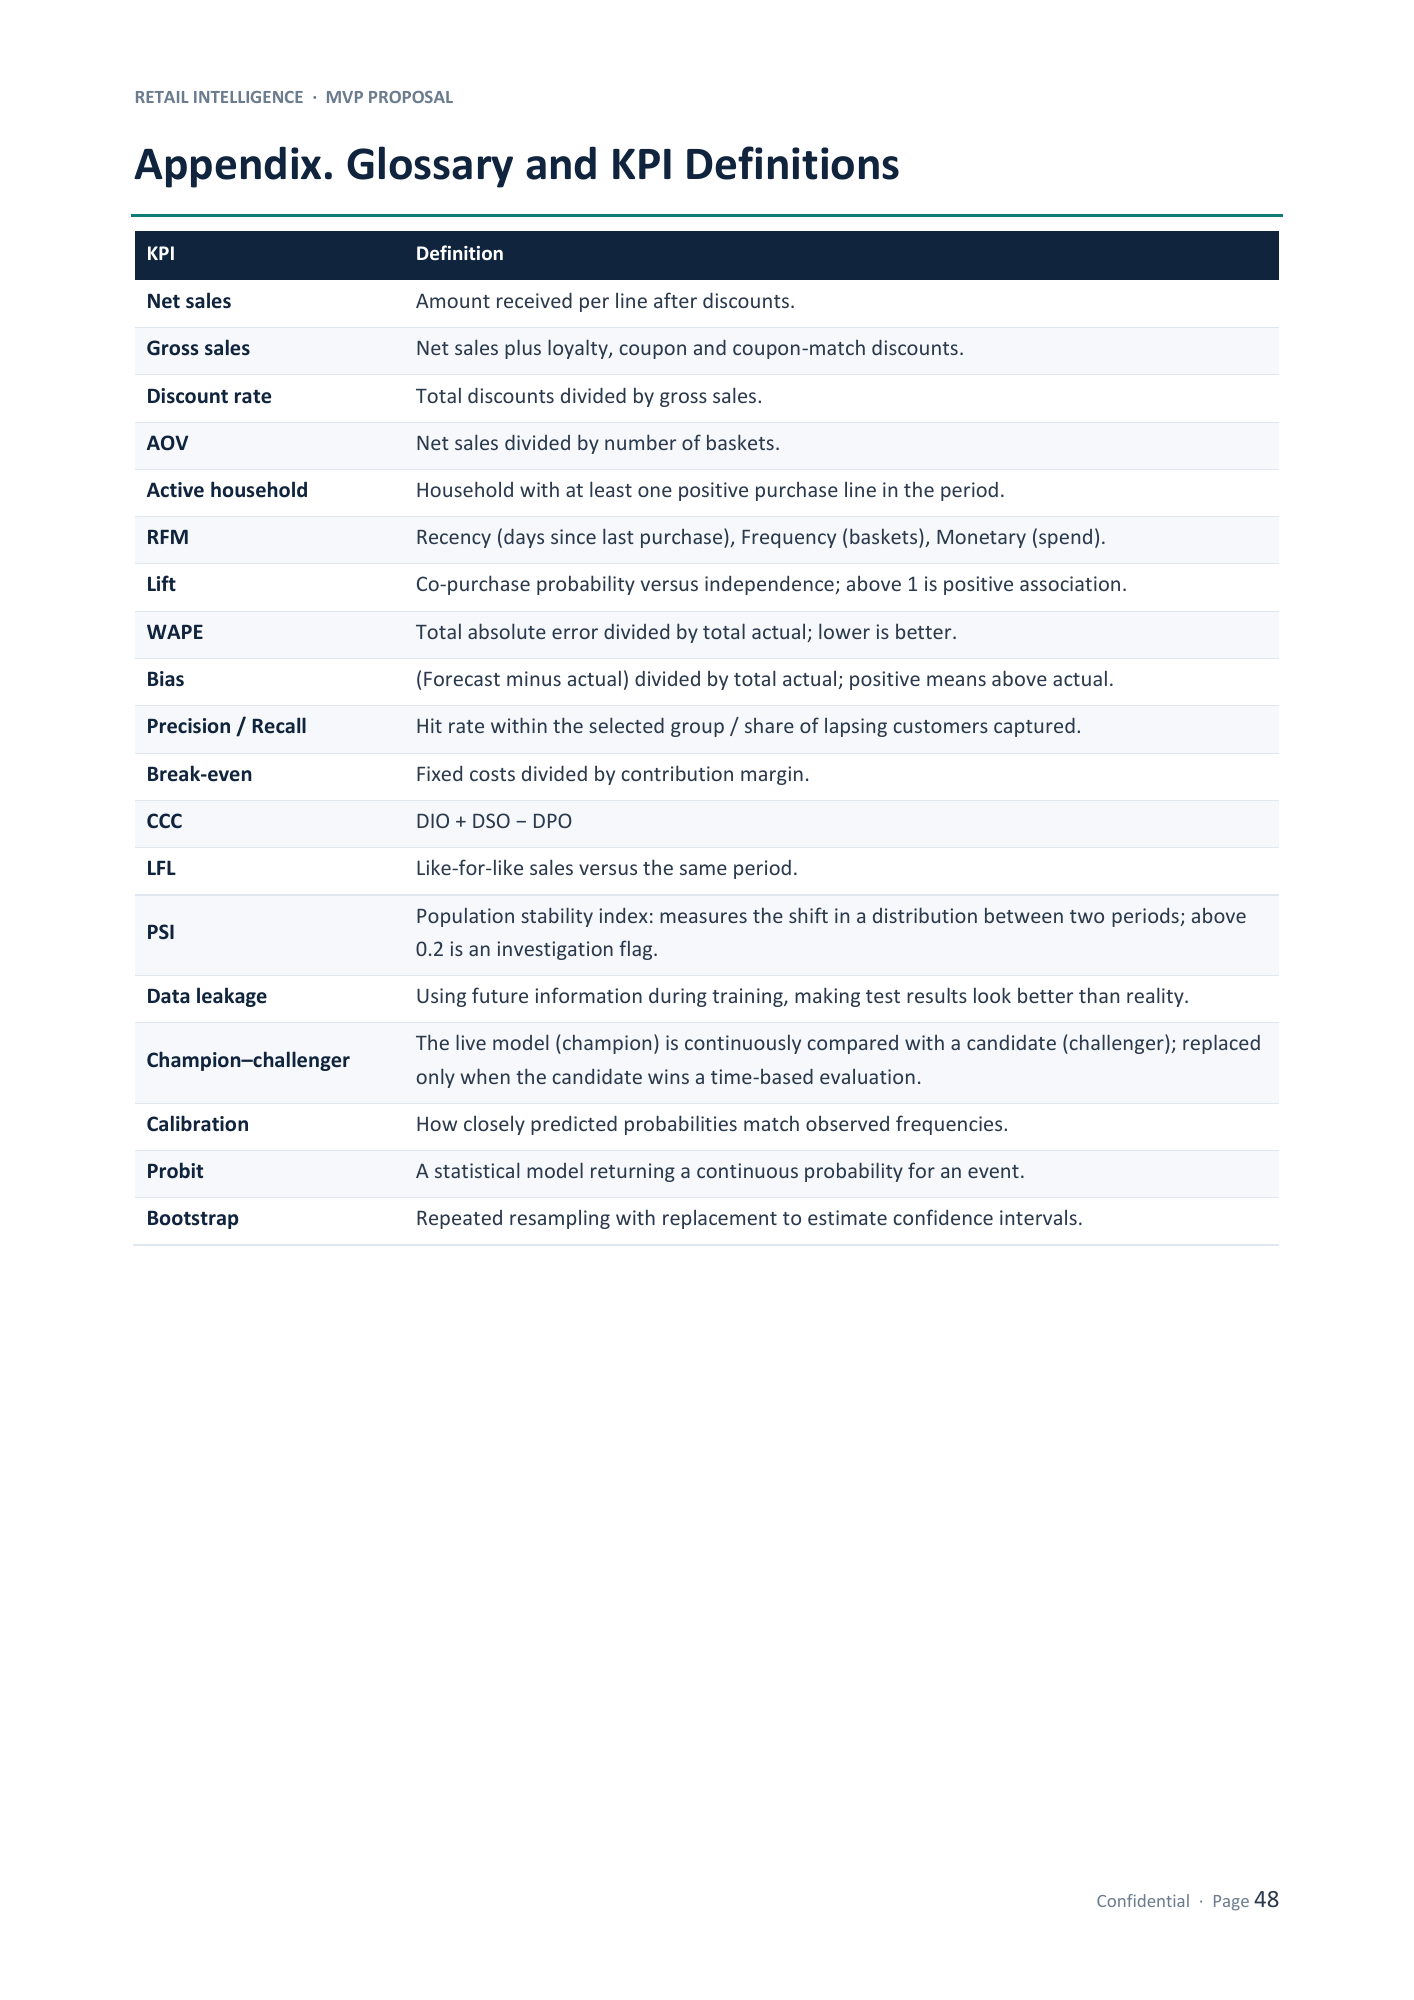 RETAIL INTELLIGENCE · MVP PROPOSAL
Appendix. Glossary and KPI Definitions
KPI Definition
Net sales Amount received per line after discounts.
Gross sales Net sales plus loyalty, coupon and coupon-match discounts.
Discount rate Total discounts divided by gross sales.
AOV Net sales divided by number of baskets.
Active household Household with at least one positive purchase line in the period.
RFM Recency (days since last purchase), Frequency (baskets), Monetary (spend).
Lift Co-purchase probability versus independence; above 1 is positive association.
WAPE Total absolute error divided by total actual; lower is better.
Bias (Forecast minus actual) divided by total actual; positive means above actual.
Precision / Recall Hit rate within the selected group / share of lapsing customers captured.
Break-even Fixed costs divided by contribution margin.
CCC DIO + DSO − DPO
LFL Like-for-like sales versus the same period.
PSI Population stability index: measures the shift in a distribution between two periods; above
0.2 is an investigation flag.
Data leakage Using future information during training, making test results look better than reality.
Champion–challenger The live model (champion) is continuously compared with a candidate (challenger); replaced
only when the candidate wins a time-based evaluation.
Calibration How closely predicted probabilities match observed frequencies.
Probit A statistical model returning a continuous probability for an event.
Bootstrap Repeated resampling with replacement to estimate confidence intervals.
Confidential · Page 48